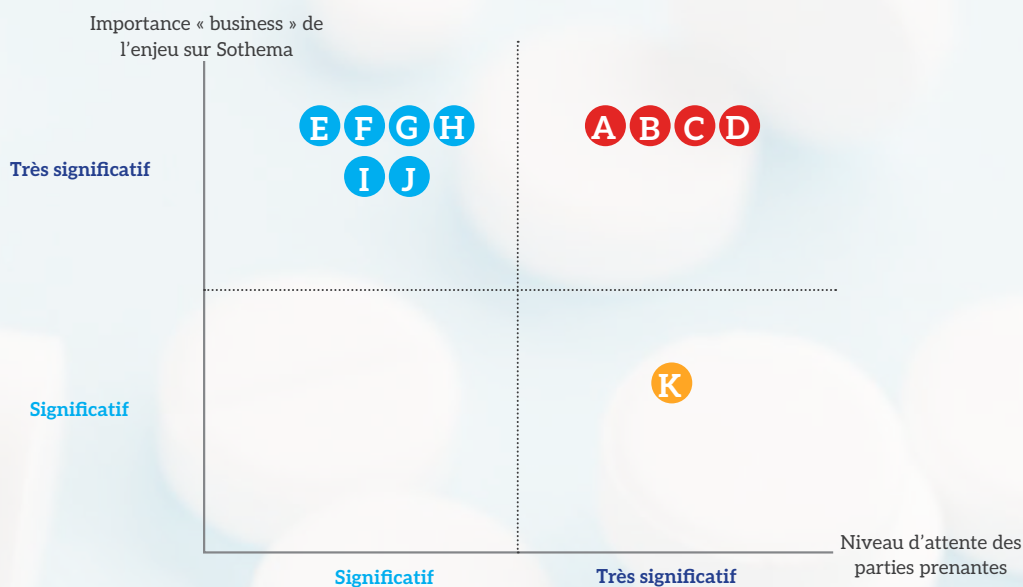 Importance « business » de
l'enjeu sur Sothema
E F G H
A B C D
I J
Très significatif
K
Significatif
Niveau d'attente des
parties prenantes
Significatif
Très significatif